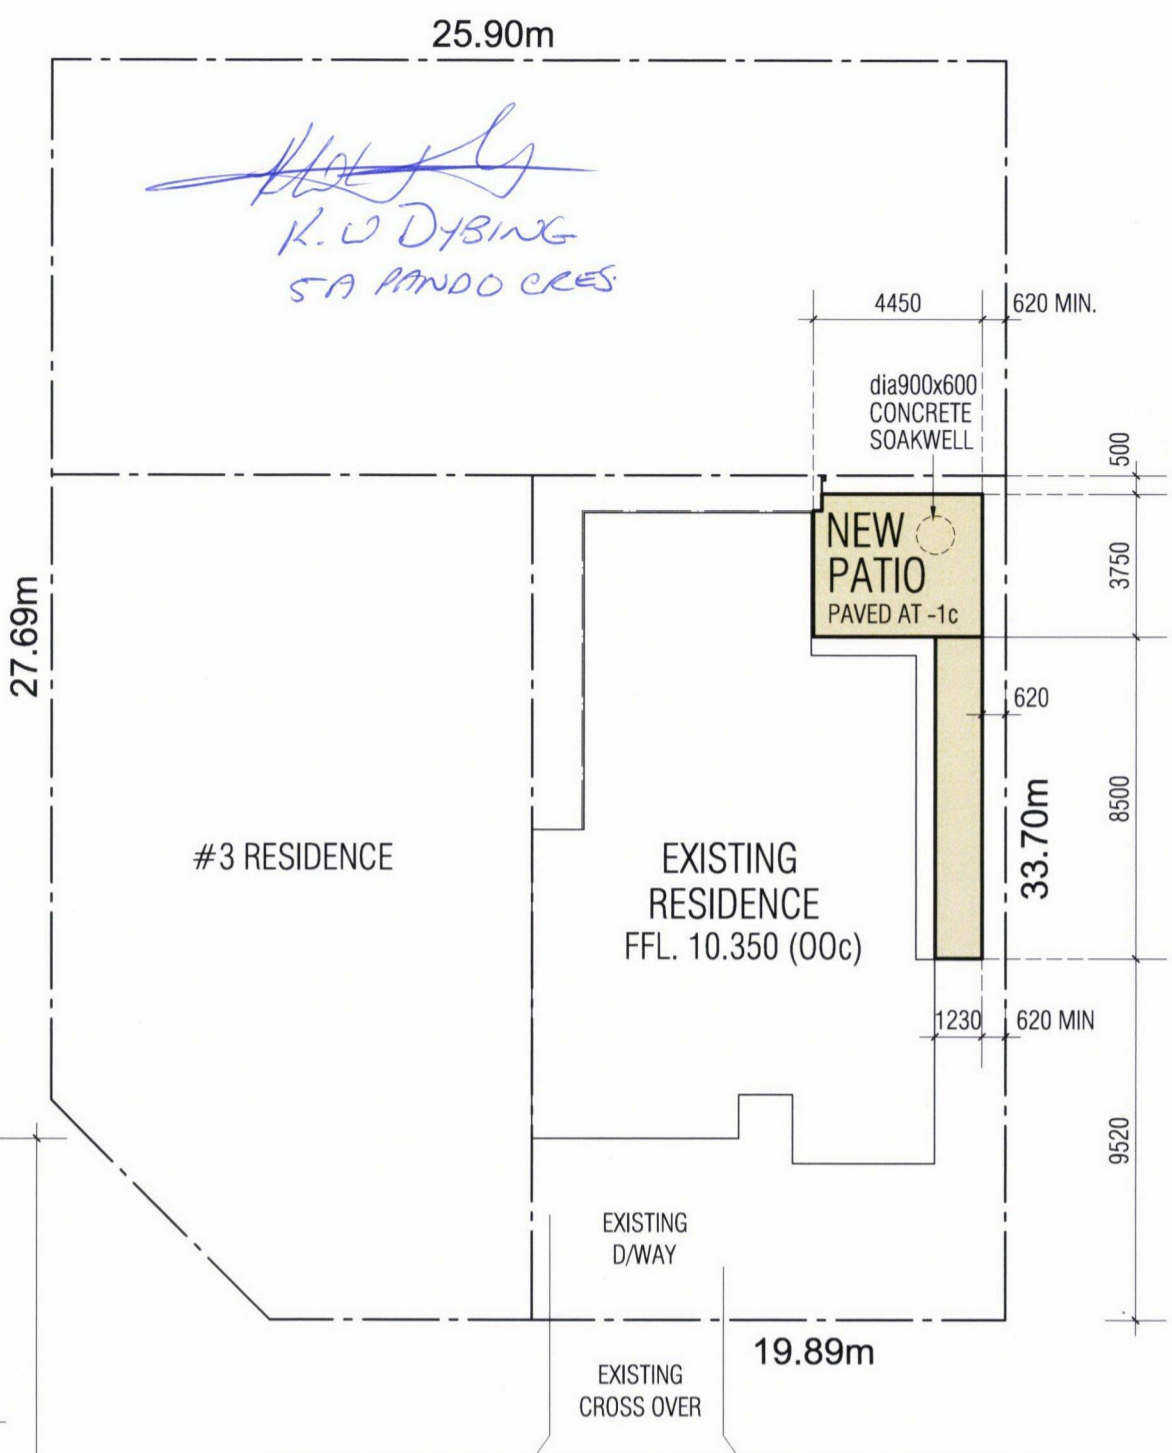 25.90m
K.W DYBING
5A PANDO CRES.
4450
620 MIN.
dia900x600
CONCRETE
SOAKWELL
500
NEW
PATIO
PAVED AT -1c
3750
27.69m
620
8500
33.70m
#3 RESIDENCE
EXISTING
RESIDENCE
FFL. 10.350 (OOc)
1230
620 MIN
9520
EXISTING
D/WAY
19.89m
EXISTING
CROSS OVER